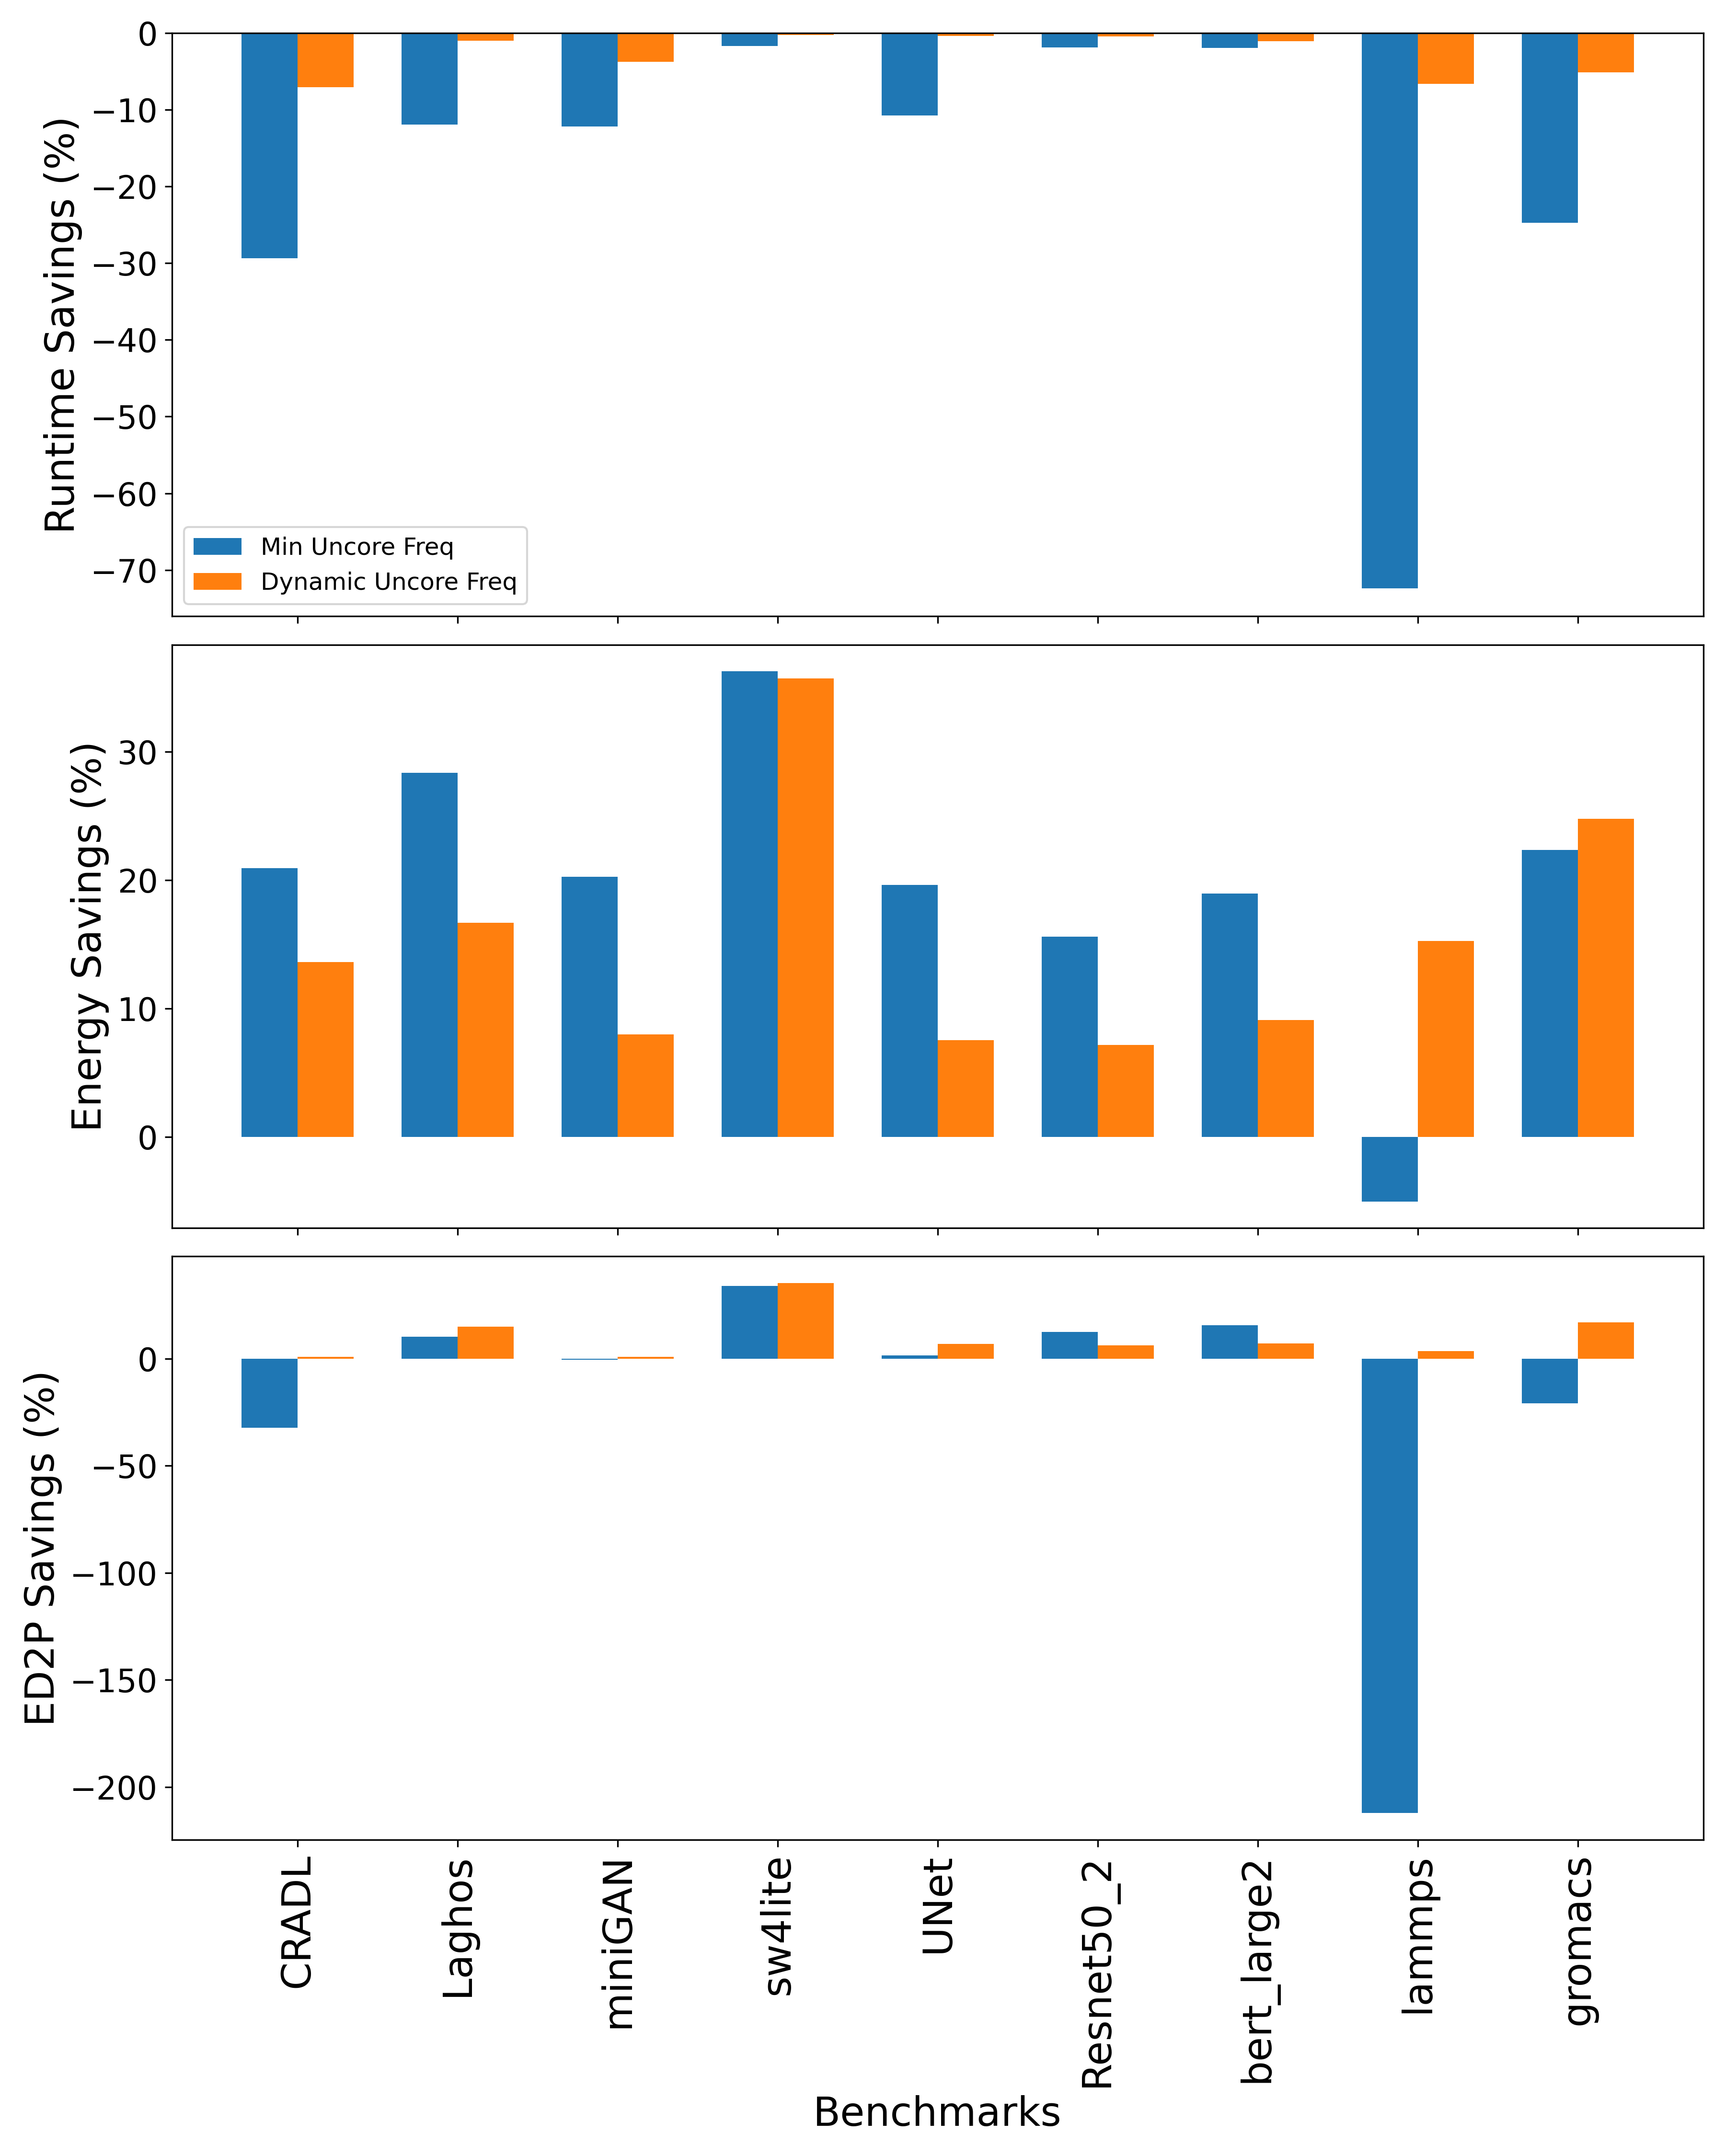 0
−10
−20
−30
−40
−50
−60
−70
Runtime Savings (%)
Min Uncore Freq
Dynamic Uncore Freq
30
20
10
0
Energy Savings (%)
0
−50
−100
−150
−200
ED2P Savings (%)
CRADL
Laghos
miniGAN
sw4lite
UNet
Resnet50_2
bert_large2
lammps
gromacs
Benchmarks